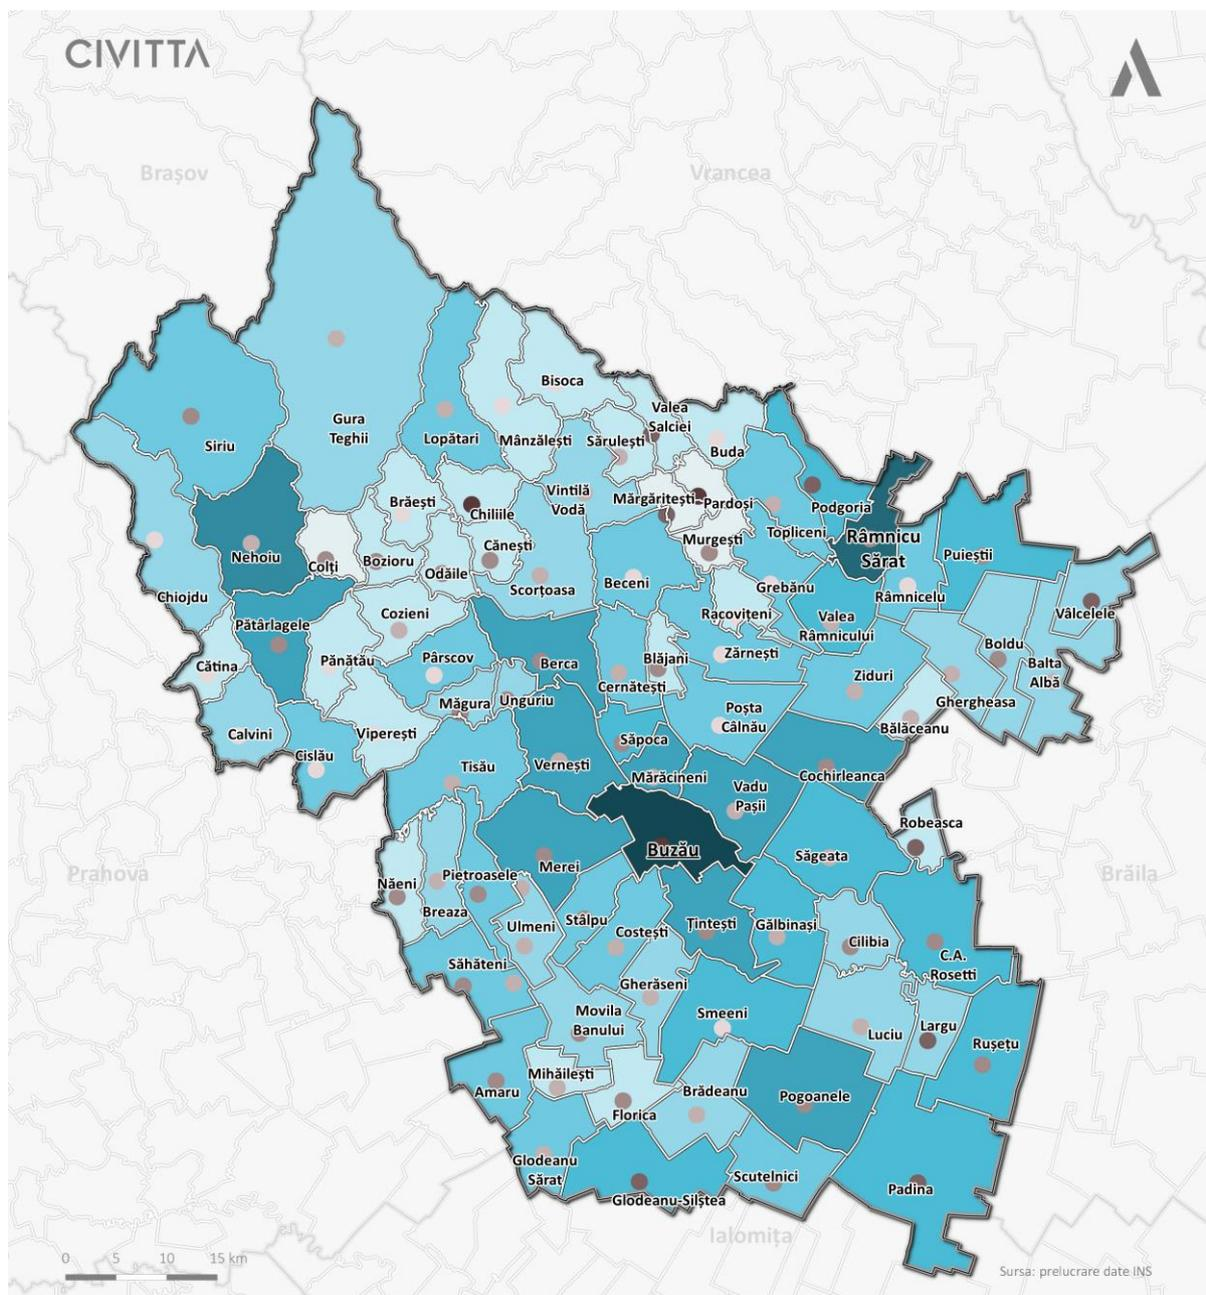 CIVITTA
Brașov
Vrancea
Bisoca
Valea
Salciei
Gura
Teghii
Siriu
Lopătari
Mânzălești
Sărulești
Buda
Vintilă
Vodă
Brăești
Chiliile
Mărgăritești
Pardoși
Podgoria
Topliceni
Râmnicu
Sărat
Puieștii
Nehoiu
Colți
Bozioru
Odăile
Cănești
Murgești
Scorțoasa
Beceni
Grebănu
Râmnicelu
Chiojdu
Vâlcelele
Pătârlagele
Cozieni
Racovițeni
Valea
Râmnicului
Boldu
Balta
Albă
Cătina
Pănătău
Pârscov
Berca
Blăjani
Zărnești
Cernătești
Ziduri
Măgura
Unguriu
Ghergheasa
Poșta
Câlnău
Bălăceanu
Calvini
Viperești
Săpoca
Cislău
Tisău
Vernești
Mărăcineni
Cochirleanca
Vadu
Pașii
Robeasca
Buzău
Săgeata
Merei
Prahova
Brăila
Năeni
Pietroasele
Breaza
Ulmeni
Stâlpu
Costești
Țintești
Gălbinași
Cilibia
C.A.
Rosetti
Săhăteni
Gherăseni
Movila
Banului
Smeeni
Luciu
Largu
Rușețu
Mihăilești
Amaru
Florica
Brădeanu
Pogoanele
Glodeanu
Sărat
Scutelnici
Padina
Glodeanu-Siliștea
Ialomița
0 5 10 15 km
Sursa: prelucrare date INS